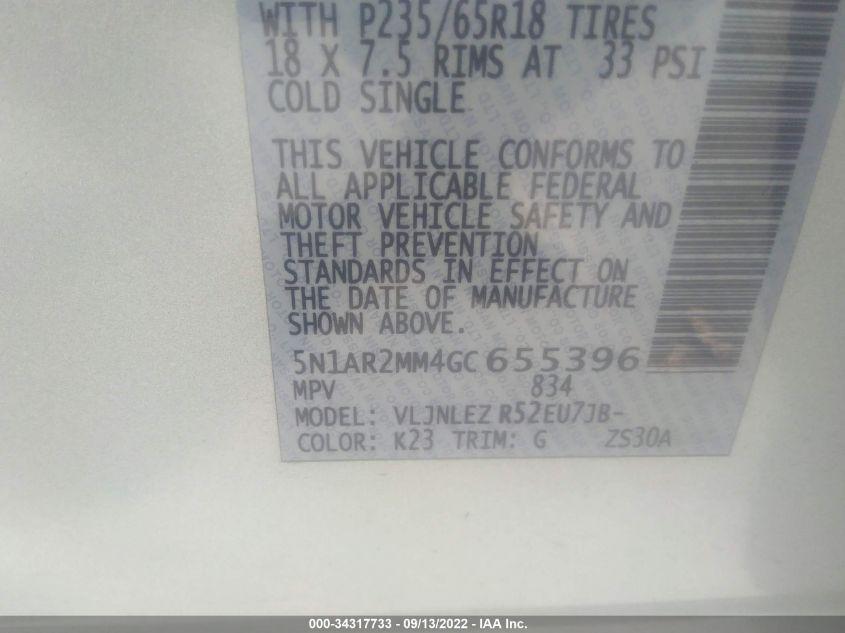 WITH P235/65R18 TIRES
18 X 7.5 RIMS AT 33 PSI
COLD SINGLE
THIS VEHICLE CONFORMS TO
ALL APPLICABLE FEDERAL
MOTOR VEHICLE SAFETY AND
THEFT PREVENTION
STANDARDS IN EFFECT ON
THE DATE OF MANUFACTURE
SHOWN ABOVE.
5N1AR2MM4GC 655396
MPV 834
MODEL: VLJNLEZ R52EU7JB-
COLOR: K23 TRIM: G ZS30A
000-34317733 - 09/13/2022 - IAA Inc.